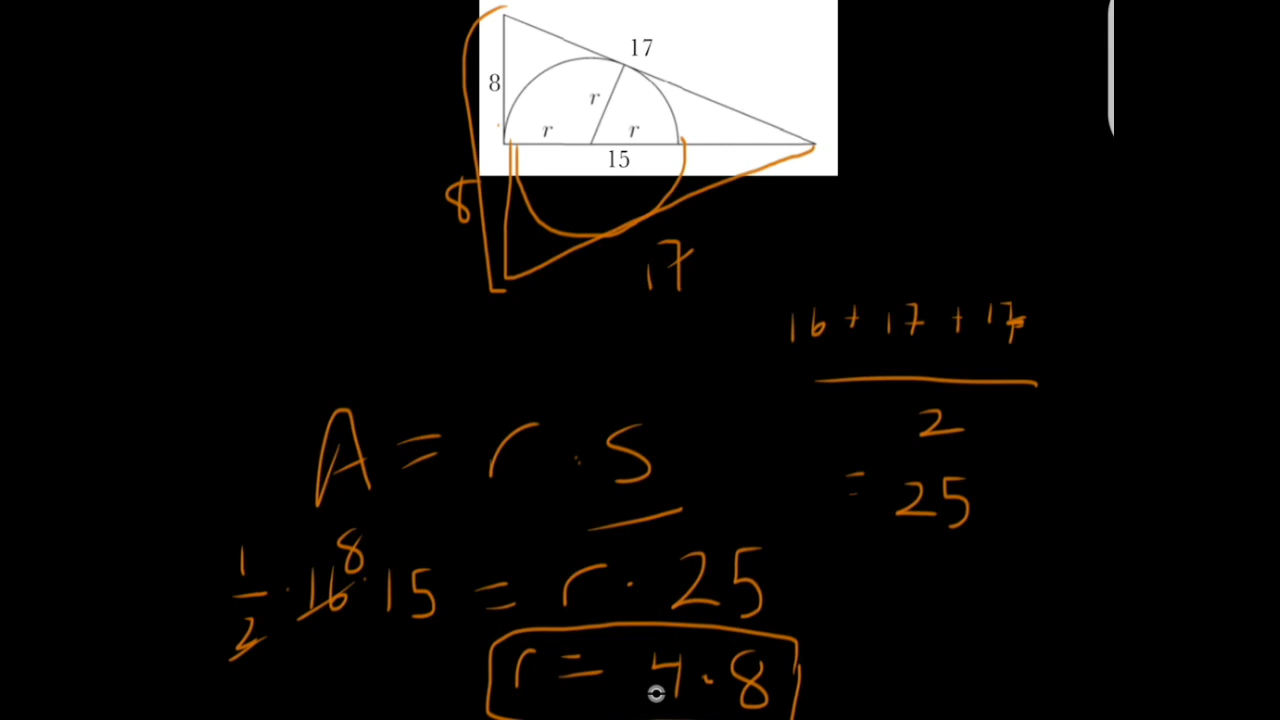 17
8
r
r r
15
8
17
16 + 17 + 17
2
= 25
A = r · s
1/2 · 16 8 · 15 = r · 25
r = 4.8